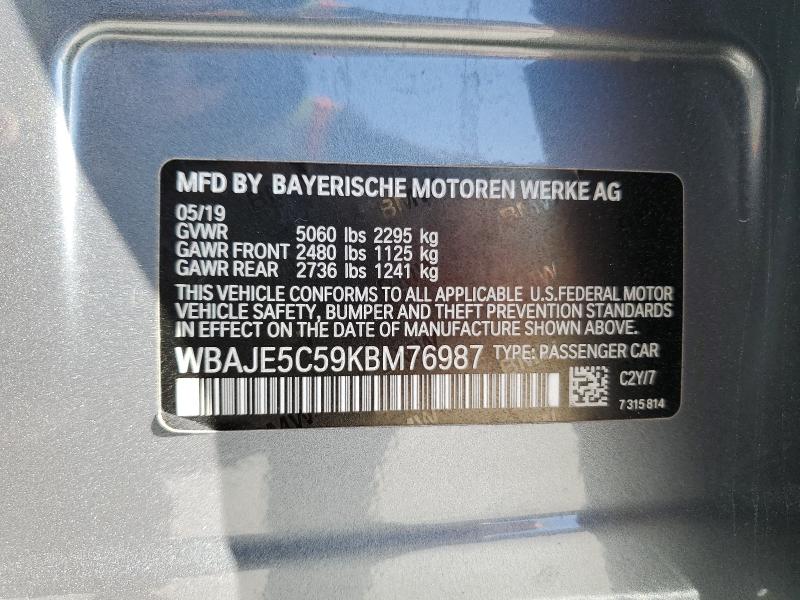 MFD BY BAYERISCHE MOTOREN WERKE AG
05/19
GVWR 5060 lbs 2295 kg
GAWR FRONT 2480 lbs 1125 kg
GAWR REAR 2736 lbs 1241 kg
THIS VEHICLE CONFORMS TO ALL APPLICABLE U.S.FEDERAL MOTOR
VEHICLE SAFETY, BUMPER AND THEFT PREVENTION STANDARDS
IN EFFECT ON THE DATE OF MANUFACTURE SHOWN ABOVE.
WBAJE5C59KBM76987 TYPE: PASSENGER CAR
C2Y/7
7 315 814